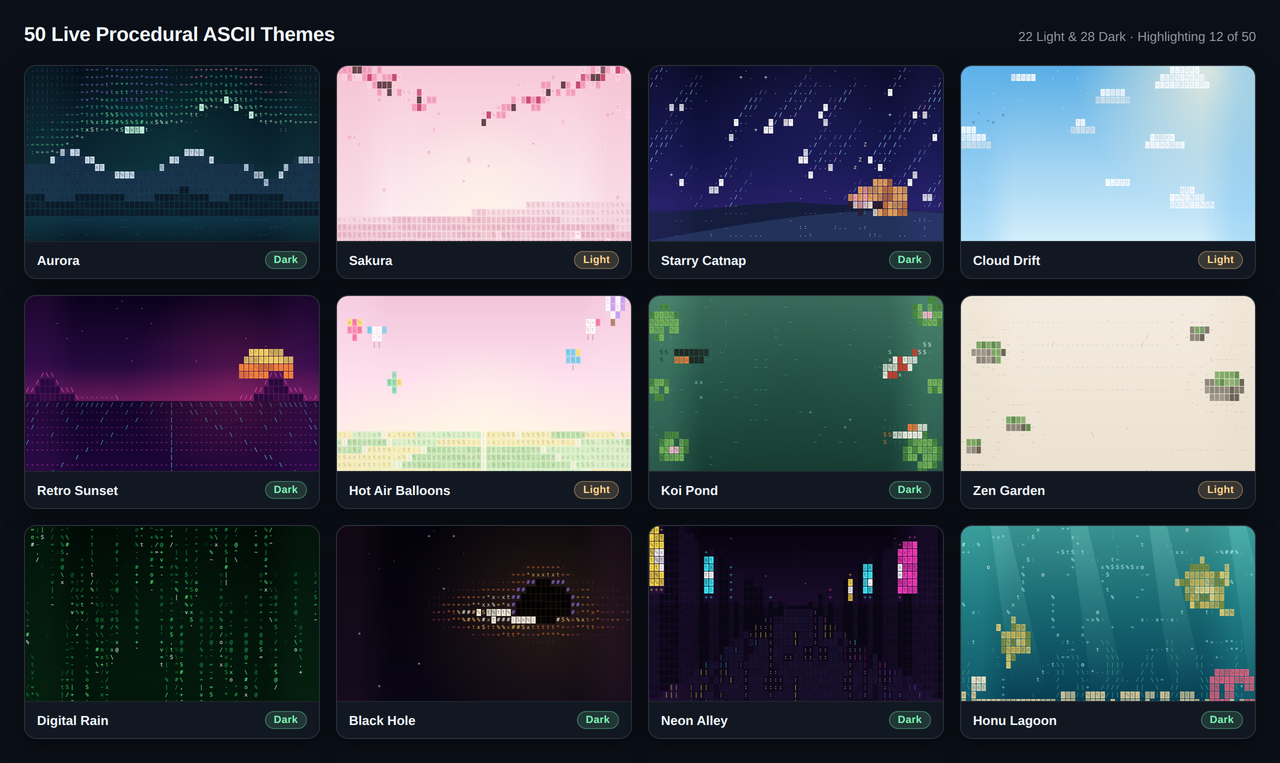 50 Live Procedural ASCII Themes
22 Light & 28 Dark · Highlighting 12 of 50
Aurora Dark
Sakura Light
Starry Catnap Dark
Cloud Drift Light
Retro Sunset Dark
Hot Air Balloons Light
Koi Pond Dark
Zen Garden Light
Digital Rain Dark
Black Hole Dark
Neon Alley Dark
Honu Lagoon Dark